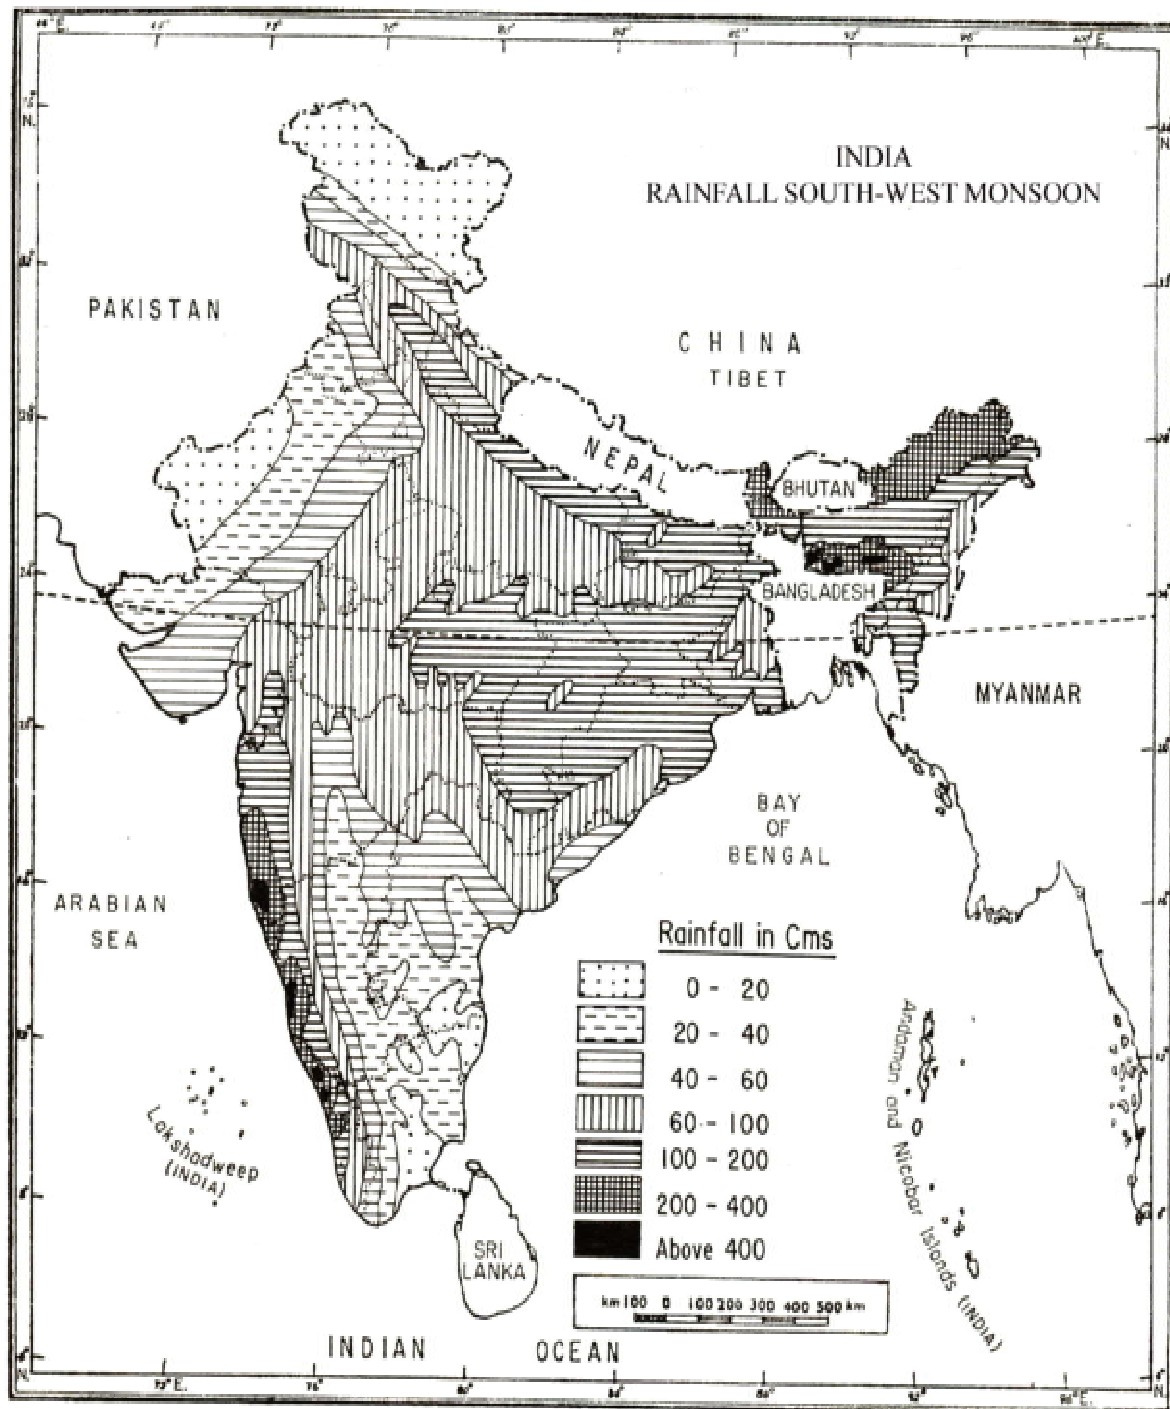 INDIA
RAINFALL SOUTH-WEST MONSOON
PAKISTAN
CHINA
TIBET
NEPAL
BHUTAN
BANGLADESH
MYANMAR
BAY
OF
BENGAL
ARABIAN
SEA
Rainfall in Cms
0 - 20
20 - 40
40 - 60
60 - 100
100 - 200
200 - 400
Above 400
Lakshadweep
(INDIA)
Andaman and Nicobar Islands (INDIA)
SRI
LANKA
km 100 0 100 200 300 400 500 km
INDIAN OCEAN